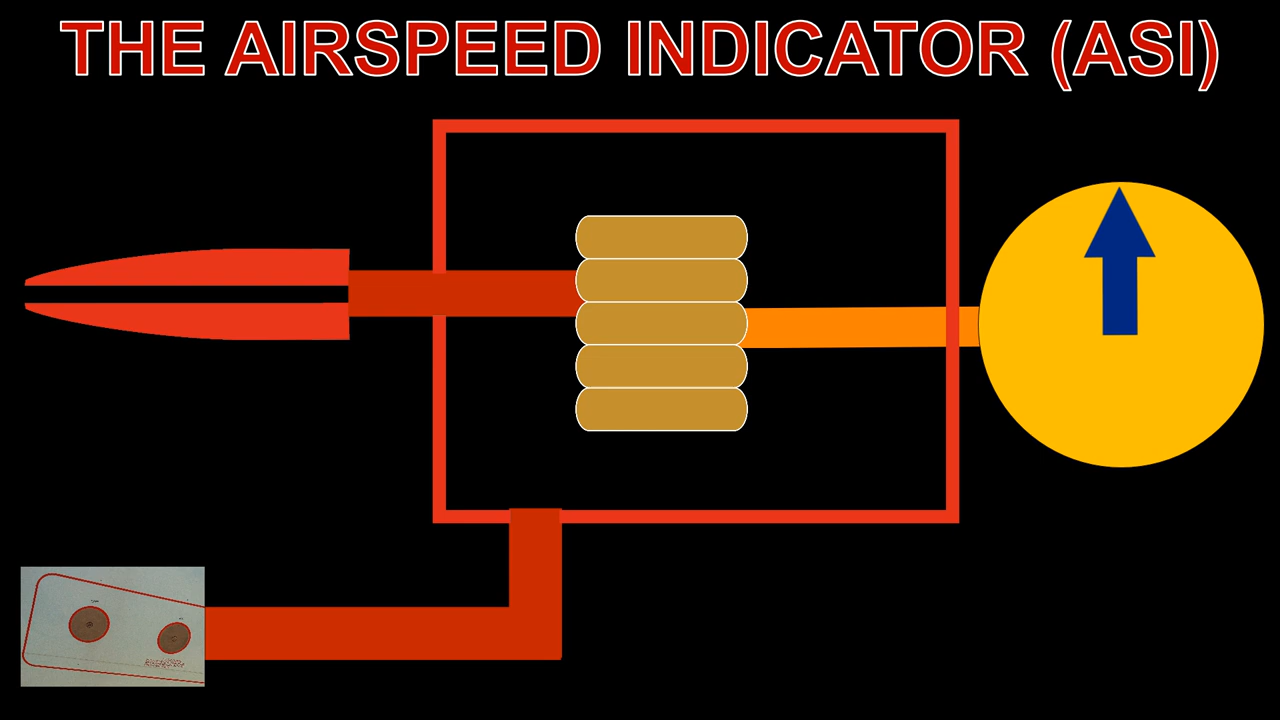 THE AIRSPEED INDICATOR (ASI)